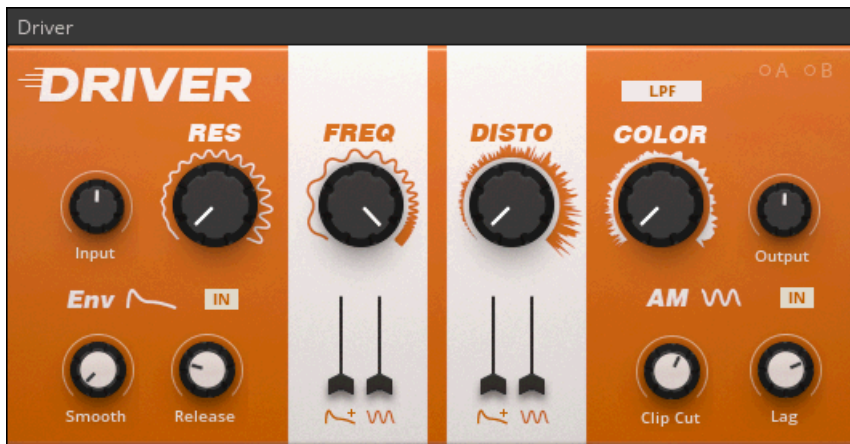 Driver
DRIVER
A B
LPF
RES FREQ DISTO COLOR
Input Output
Env IN AM IN
Smooth Release Clip Cut Lag